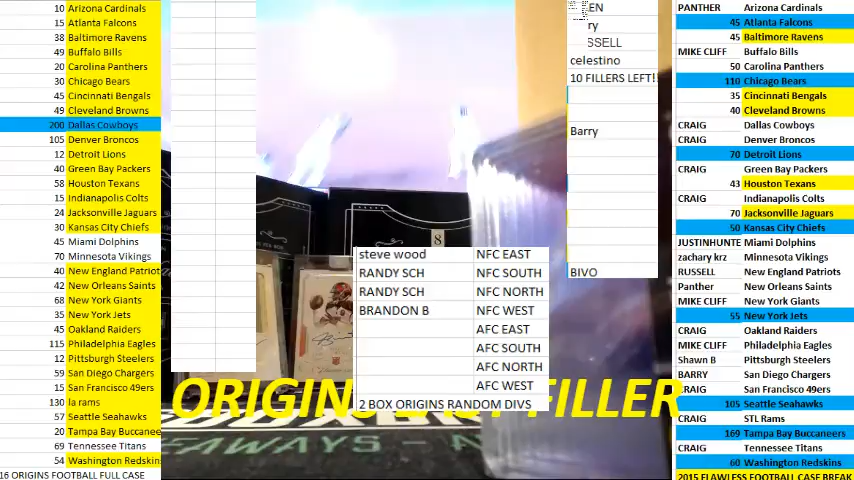 10 Arizona Cardinals
15 Atlanta Falcons
38 Baltimore Ravens
49 Buffalo Bills
20 Carolina Panthers
30 Chicago Bears
45 Cincinnati Bengals
49 Cleveland Browns
200 Dallas Cowboys
105 Denver Broncos
12 Detroit Lions
40 Green Bay Packers
58 Houston Texans
15 Indianapolis Colts
24 Jacksonville Jaguars
30 Kansas City Chiefs
45 Miami Dolphins
70 Minnesota Vikings
40 New England Patriot
42 New Orleans Saints
68 New York Giants
35 New York Jets
45 Oakland Raiders
115 Philadelphia Eagles
12 Pittsburgh Steelers
59 San Diego Chargers
15 San Francisco 49ers
130 la rams
57 Seattle Seahawks
20 Tampa Bay Buccanee
69 Tennessee Titans
54 Washington Redskin
16 ORIGINS FOOTBALL FULL CASE
8
steve wood NFC EAST
RANDY SCH NFC SOUTH
RANDY SCH NFC NORTH
BRANDON B NFC WEST
AFC EAST
AFC SOUTH
AFC NORTH
AFC WEST
2 BOX ORIGINS RANDOM DIVS
FILLER
EN
ry
SSELL
celestino
10 FILLERS LEFT!
Barry
BIVO
PANTHER Arizona Cardinals
45 Atlanta Falcons
45 Baltimore Ravens
MIKE CLIFF Buffalo Bills
50 Carolina Panthers
110 Chicago Bears
35 Cincinnati Bengals
40 Cleveland Browns
CRAIG Dallas Cowboys
CRAIG Denver Broncos
70 Detroit Lions
CRAIG Green Bay Packers
43 Houston Texans
CRAIG Indianapolis Colts
70 Jacksonville Jaguars
50 Kansas City Chiefs
JUSTINHUNTE Miami Dolphins
zachary krz Minnesota Vikings
RUSSELL New England Patriots
Panther New Orleans Saints
MIKE CLIFF New York Giants
55 New York Jets
CRAIG Oakland Raiders
MIKE CLIFF Philadelphia Eagles
Shawn B Pittsburgh Steelers
BARRY San Diego Chargers
CRAIG San Francisco 49ers
105 Seattle Seahawks
CRAIG STL Rams
169 Tampa Bay Buccaneers
CRAIG Tennessee Titans
60 Washington Redskins
2015 FLAWLESS FOOTBALL CASE BREAK